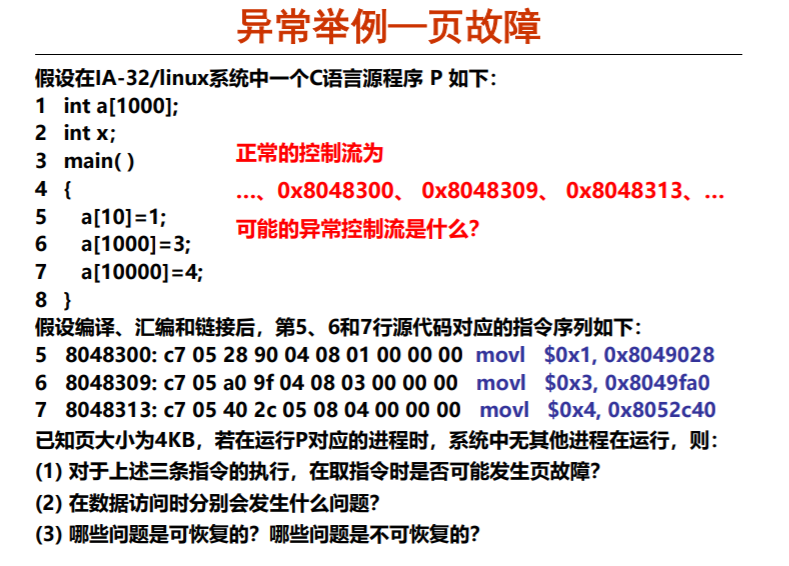 异常举例—页故障
假设在IA-32/linux系统中一个C语言源程序 P 如下：
1 int a[1000];
2 int x;
3 main( )
4 {
5 a[10]=1;
6 a[1000]=3;
7 a[10000]=4;
8 }
正常的控制流为
…、0x8048300、 0x8048309、 0x8048313、…
可能的异常控制流是什么？
假设编译、汇编和链接后，第5、6和7行源代码对应的指令序列如下：
5 8048300: c7 05 28 90 04 08 01 00 00 00 movl $0x1, 0x8049028
6 8048309: c7 05 a0 9f 04 08 03 00 00 00 movl $0x3, 0x8049fa0
7 8048313: c7 05 40 2c 05 08 04 00 00 00 movl $0x4, 0x8052c40
已知页大小为4KB，若在运行P对应的进程时，系统中无其他进程在运行，则：
(1) 对于上述三条指令的执行，在取指令时是否可能发生页故障？
(2) 在数据访问时分别会发生什么问题？
(3) 哪些问题是可恢复的？哪些问题是不可恢复的？